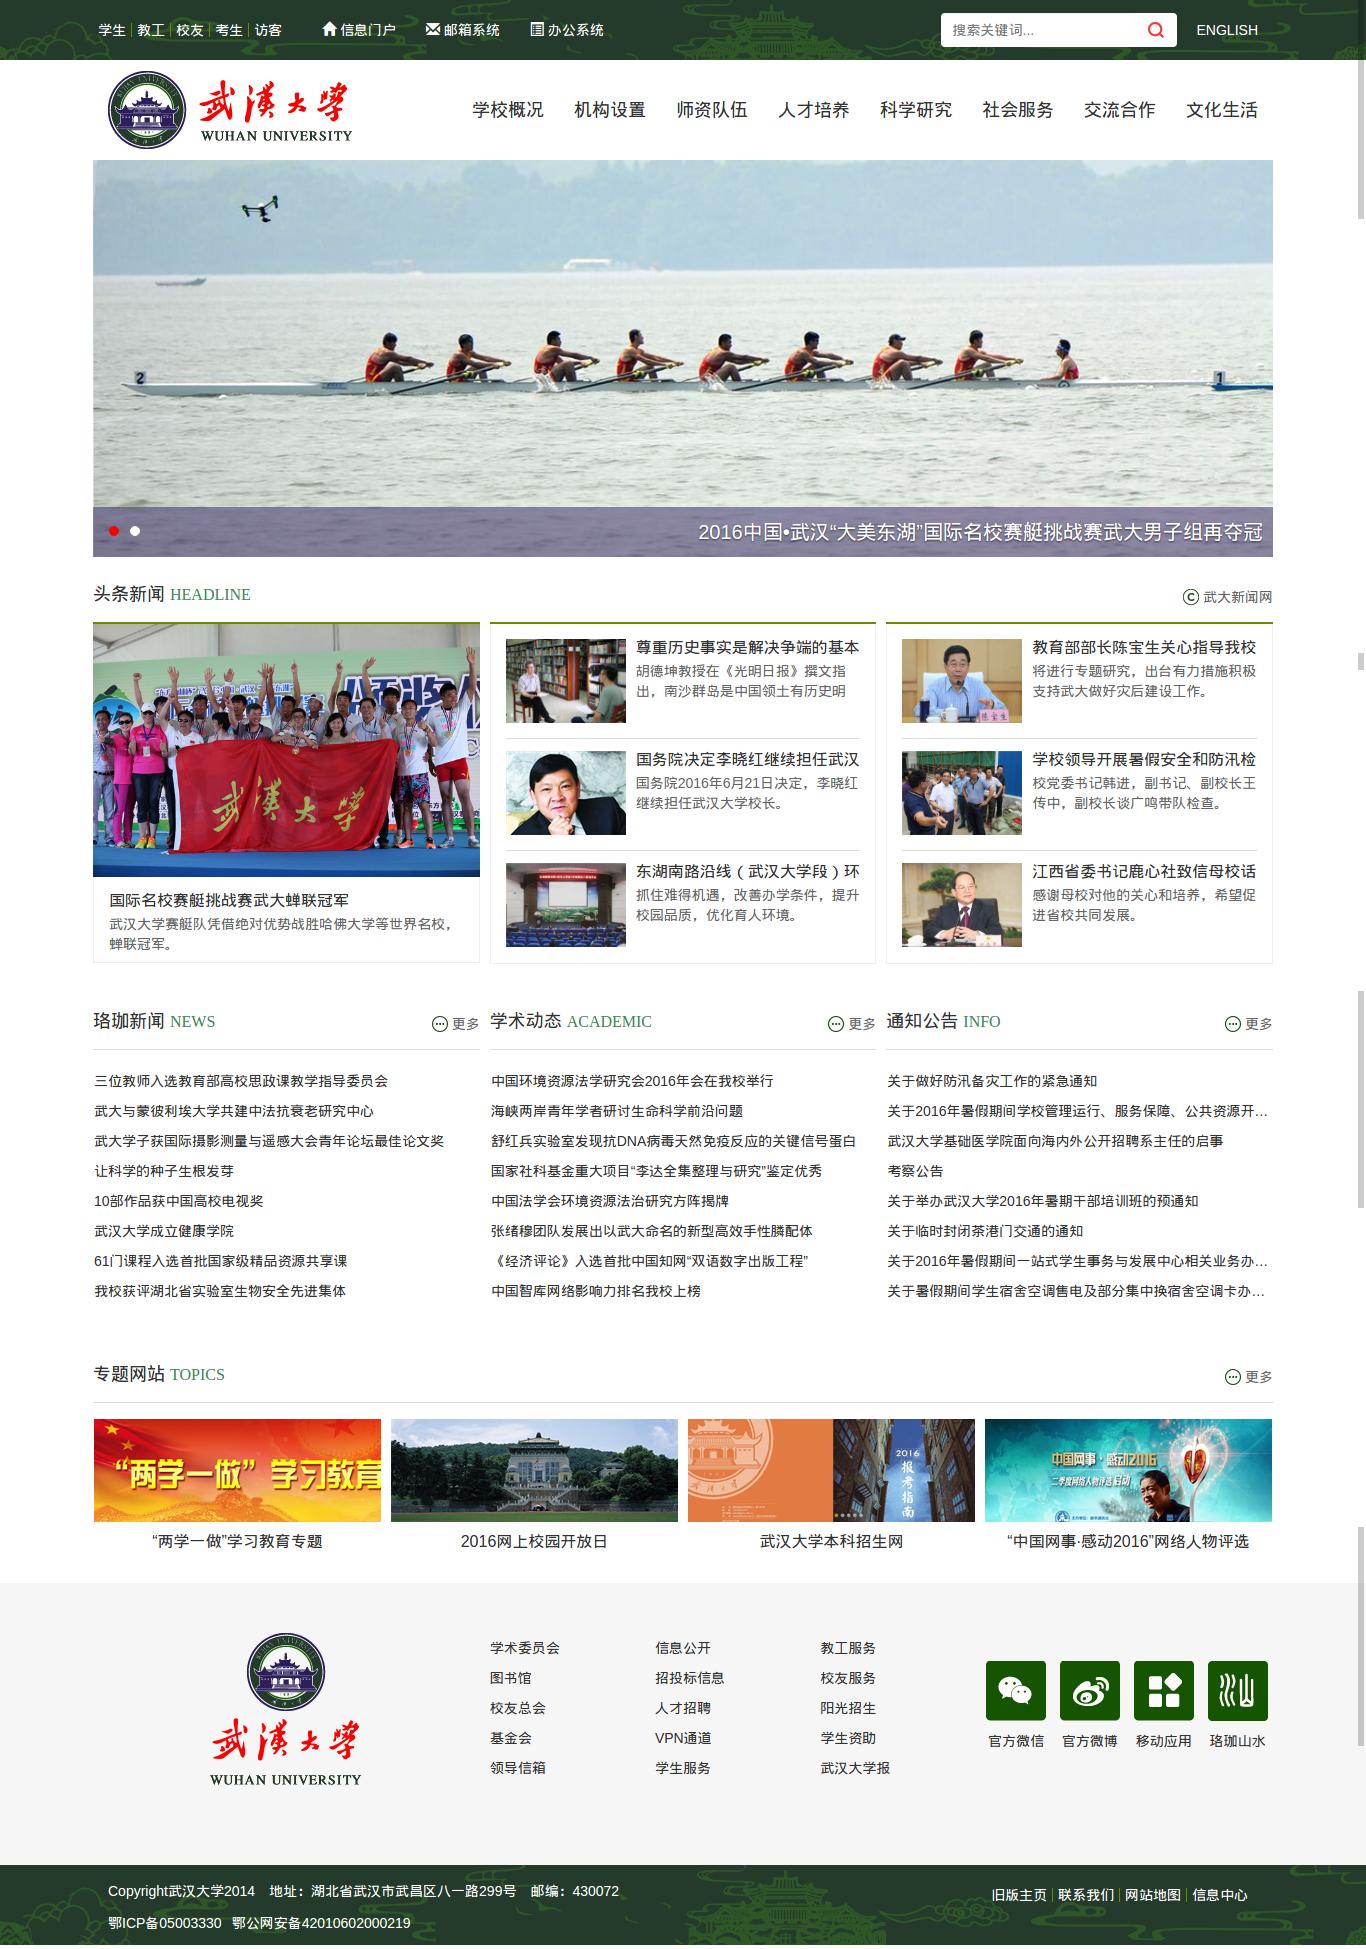 学生 教工 校友 考生 访客 信息门户 邮箱系统 办公系统 搜索关键词... ENGLISH
武汉大学
WUHAN UNIVERSITY
学校概况 机构设置 师资队伍 人才培养 科学研究 社会服务 交流合作 文化生活
2
1
2016中国•武汉“大美东湖”国际名校赛艇挑战赛武大男子组再夺冠
头条新闻 HEADLINE
武大新闻网
武汉大学
国际名校赛艇挑战赛武大蝉联冠军
武汉大学赛艇队凭借绝对优势战胜哈佛大学等世界名校，
蝉联冠军。
尊重历史事实是解决争端的基本
胡德坤教授在《光明日报》撰文指
出，南沙群岛是中国领土有历史明
国务院决定李晓红继续担任武汉
国务院2016年6月21日决定，李晓红
继续担任武汉大学校长。
东湖南路沿线（武汉大学段）环
抓住难得机遇，改善办学条件，提升
校园品质，优化育人环境。
教育部部长陈宝生关心指导我校
将进行专题研究，出台有力措施积极
支持武大做好灾后建设工作。
陈宝生
学校领导开展暑假安全和防汛检
校党委书记韩进，副书记、副校长王
传中，副校长谈广鸣带队检查。
江西省委书记鹿心社致信母校话
感谢母校对他的关心和培养，希望促
进省校共同发展。
珞珈新闻 NEWS
更多
三位教师入选教育部高校思政课教学指导委员会
武大与蒙彼利埃大学共建中法抗衰老研究中心
武大学子获国际摄影测量与遥感大会青年论坛最佳论文奖
让科学的种子生根发芽
10部作品获中国高校电视奖
武汉大学成立健康学院
61门课程入选首批国家级精品资源共享课
我校获评湖北省实验室生物安全先进集体
学术动态 ACADEMIC
更多
中国环境资源法学研究会2016年会在我校举行
海峡两岸青年学者研讨生命科学前沿问题
舒红兵实验室发现抗DNA病毒天然免疫反应的关键信号蛋白
国家社科基金重大项目“李达全集整理与研究”鉴定优秀
中国法学会环境资源法治研究方阵揭牌
张绪穆团队发展出以武大命名的新型高效手性膦配体
《经济评论》入选首批中国知网“双语数字出版工程”
中国智库网络影响力排名我校上榜
通知公告 INFO
更多
关于做好防汛备灾工作的紧急通知
关于2016年暑假期间学校管理运行、服务保障、公共资源开…
武汉大学基础医学院面向海内外公开招聘系主任的启事
考察公告
关于举办武汉大学2016年暑期干部培训班的预通知
关于临时封闭茶港门交通的通知
关于2016年暑假期间一站式学生事务与发展中心相关业务办…
关于暑假期间学生宿舍空调售电及部分集中换宿舍空调卡办…
专题网站 TOPICS
更多
“两学一做”学习教育
2016
报考指南
中国网事·感动2016
二季度网络人物评选启动
“两学一做”学习教育专题
2016网上校园开放日
武汉大学本科招生网
“中国网事·感动2016”网络人物评选
武汉大学
WUHAN UNIVERSITY
学术委员会 信息公开 教工服务
图书馆 招投标信息 校友服务
校友总会 人才招聘 阳光招生
基金会 VPN通道 学生资助
领导信箱 学生服务 武汉大学报
官方微信 官方微博 移动应用 珞珈山水
Copyright武汉大学2014 地址：湖北省武汉市武昌区八一路299号 邮编：430072
鄂ICP备05003330 鄂公网安备42010602000219
旧版主页 联系我们 网站地图 信息中心